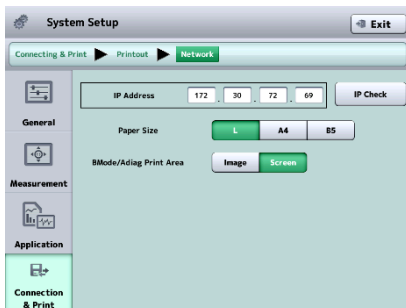 System Setup
Exit
Connecting & Print
Printout
Network
IP Address 172 . 30 . 72 . 69 IP Check
General
Paper Size L A4 B5
BMode/Adiag Print Area Image Screen
Measurement
Application
Connection
& Print